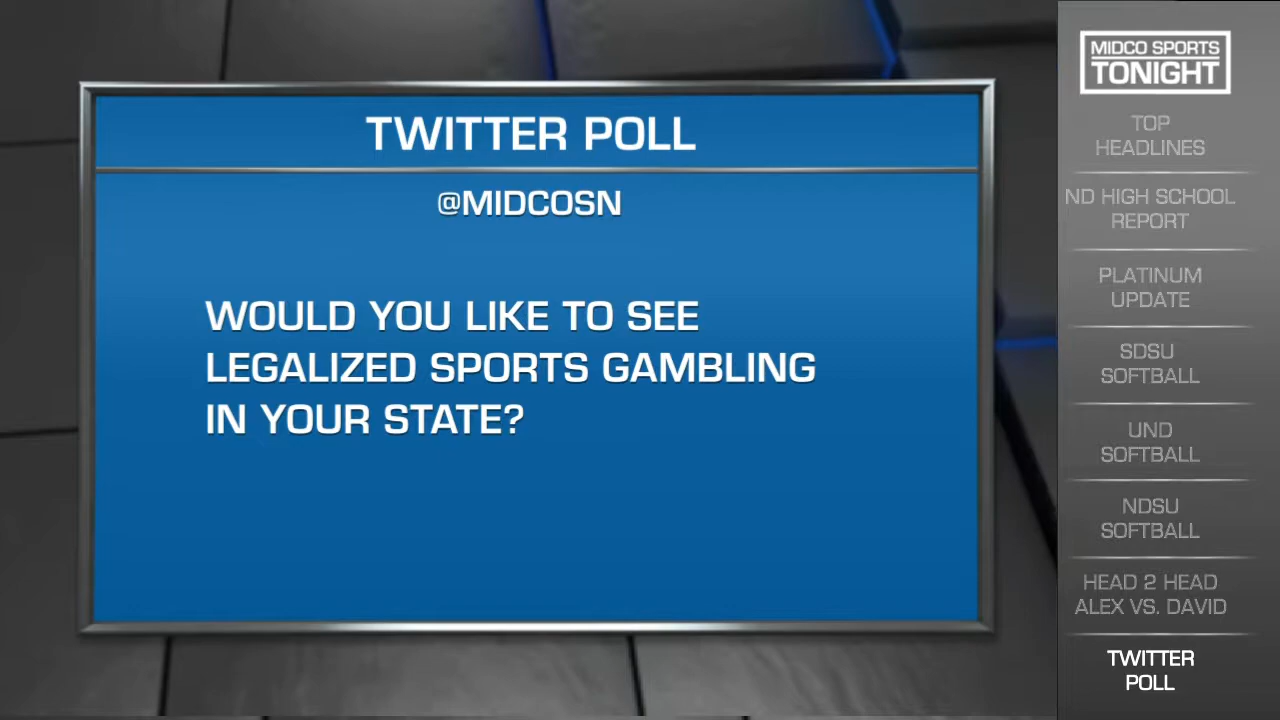 TWITTER POLL
@MIDCOSN
WOULD YOU LIKE TO SEE
LEGALIZED SPORTS GAMBLING
IN YOUR STATE?
MIDCO SPORTS
TONIGHT
TOP
HEADLINES
ND HIGH SCHOOL
REPORT
PLATINUM
UPDATE
SDSU
SOFTBALL
UND
SOFTBALL
NDSU
SOFTBALL
HEAD 2 HEAD
ALEX VS. DAVID
TWITTER
POLL